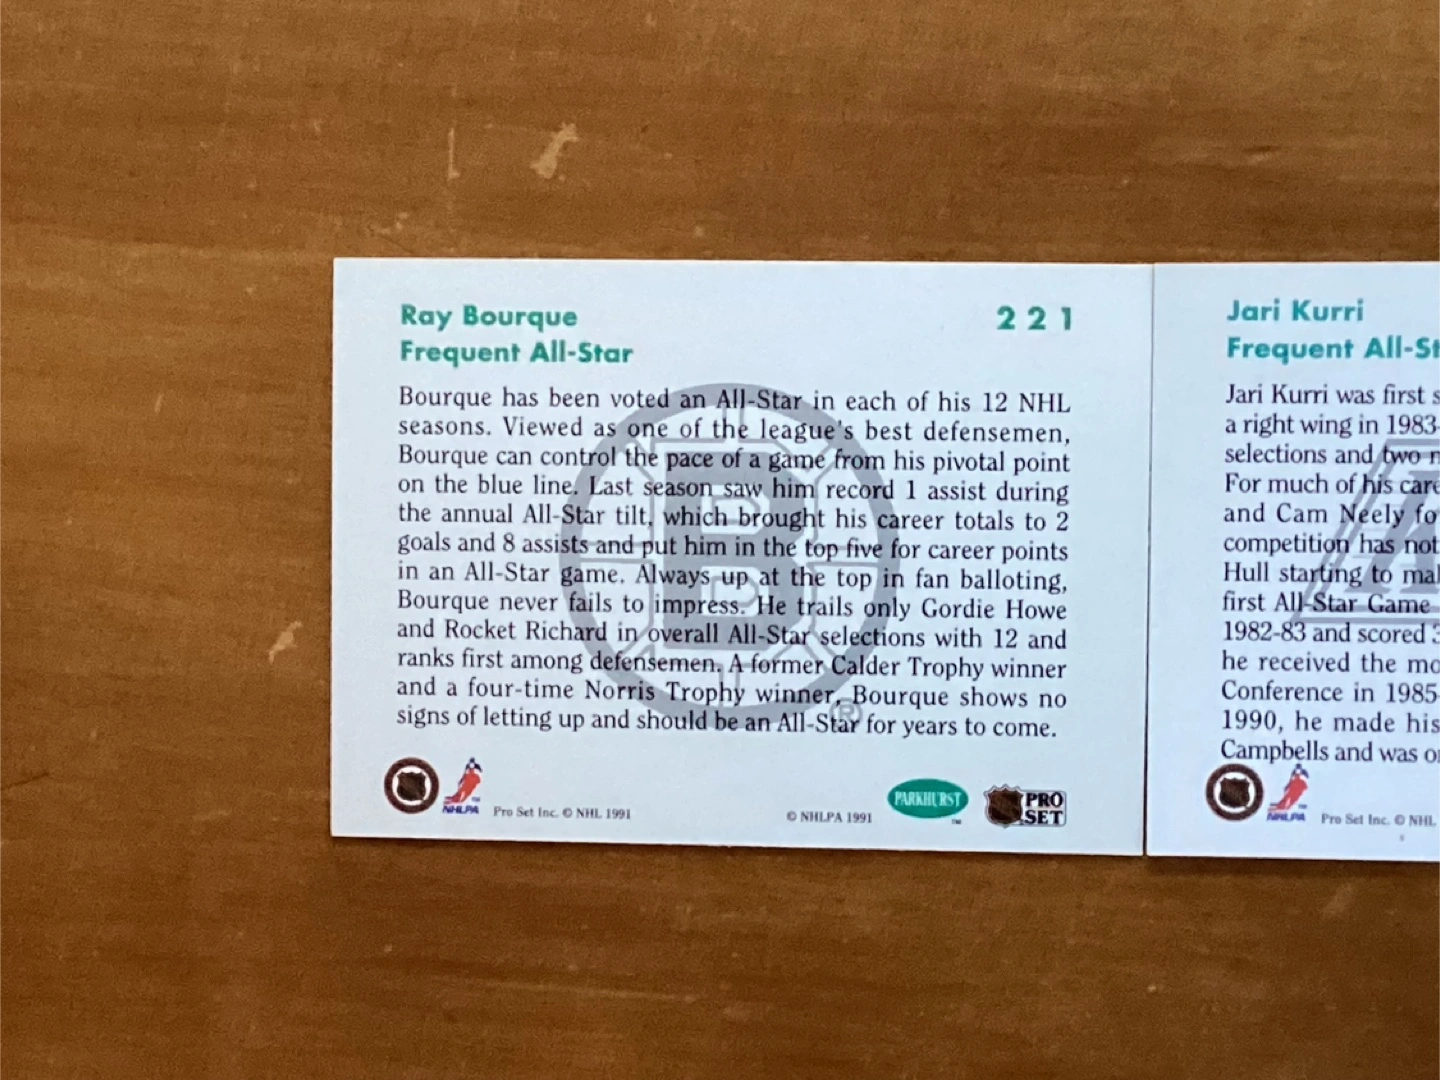 Ray Bourque
Frequent All-Star
221
Bourque has been voted an All-Star in each of his 12 NHL
seasons. Viewed as one of the league's best defensemen,
Bourque can control the pace of a game from his pivotal point
on the blue line. Last season saw him record 1 assist during
the annual All-Star tilt, which brought his career totals to 2
goals and 8 assists and put him in the top five for career points
in an All-Star game. Always up at the top in fan balloting,
Bourque never fails to impress. He trails only Gordie Howe
and Rocket Richard in overall All-Star selections with 12 and
ranks first among defensemen. A former Calder Trophy winner
and a four-time Norris Trophy winner, Bourque shows no
signs of letting up and should be an All-Star for years to come.
B
®
NHLPA
Pro Set Inc. © NHL 1991
© NHLPA 1991
PARKHURST
™
PRO
SET
Jari Kurri
Frequent All-St
Jari Kurri was first s
a right wing in 1983-
selections and two
For much of his care
and Cam Neely fo
competition has not
Hull starting to
first All-Star Game
1982-83 and scored
he received the mo
Conference in 1985-
1990, he made his
Campbells and was
NHLPA
Pro Set Inc. © NHL